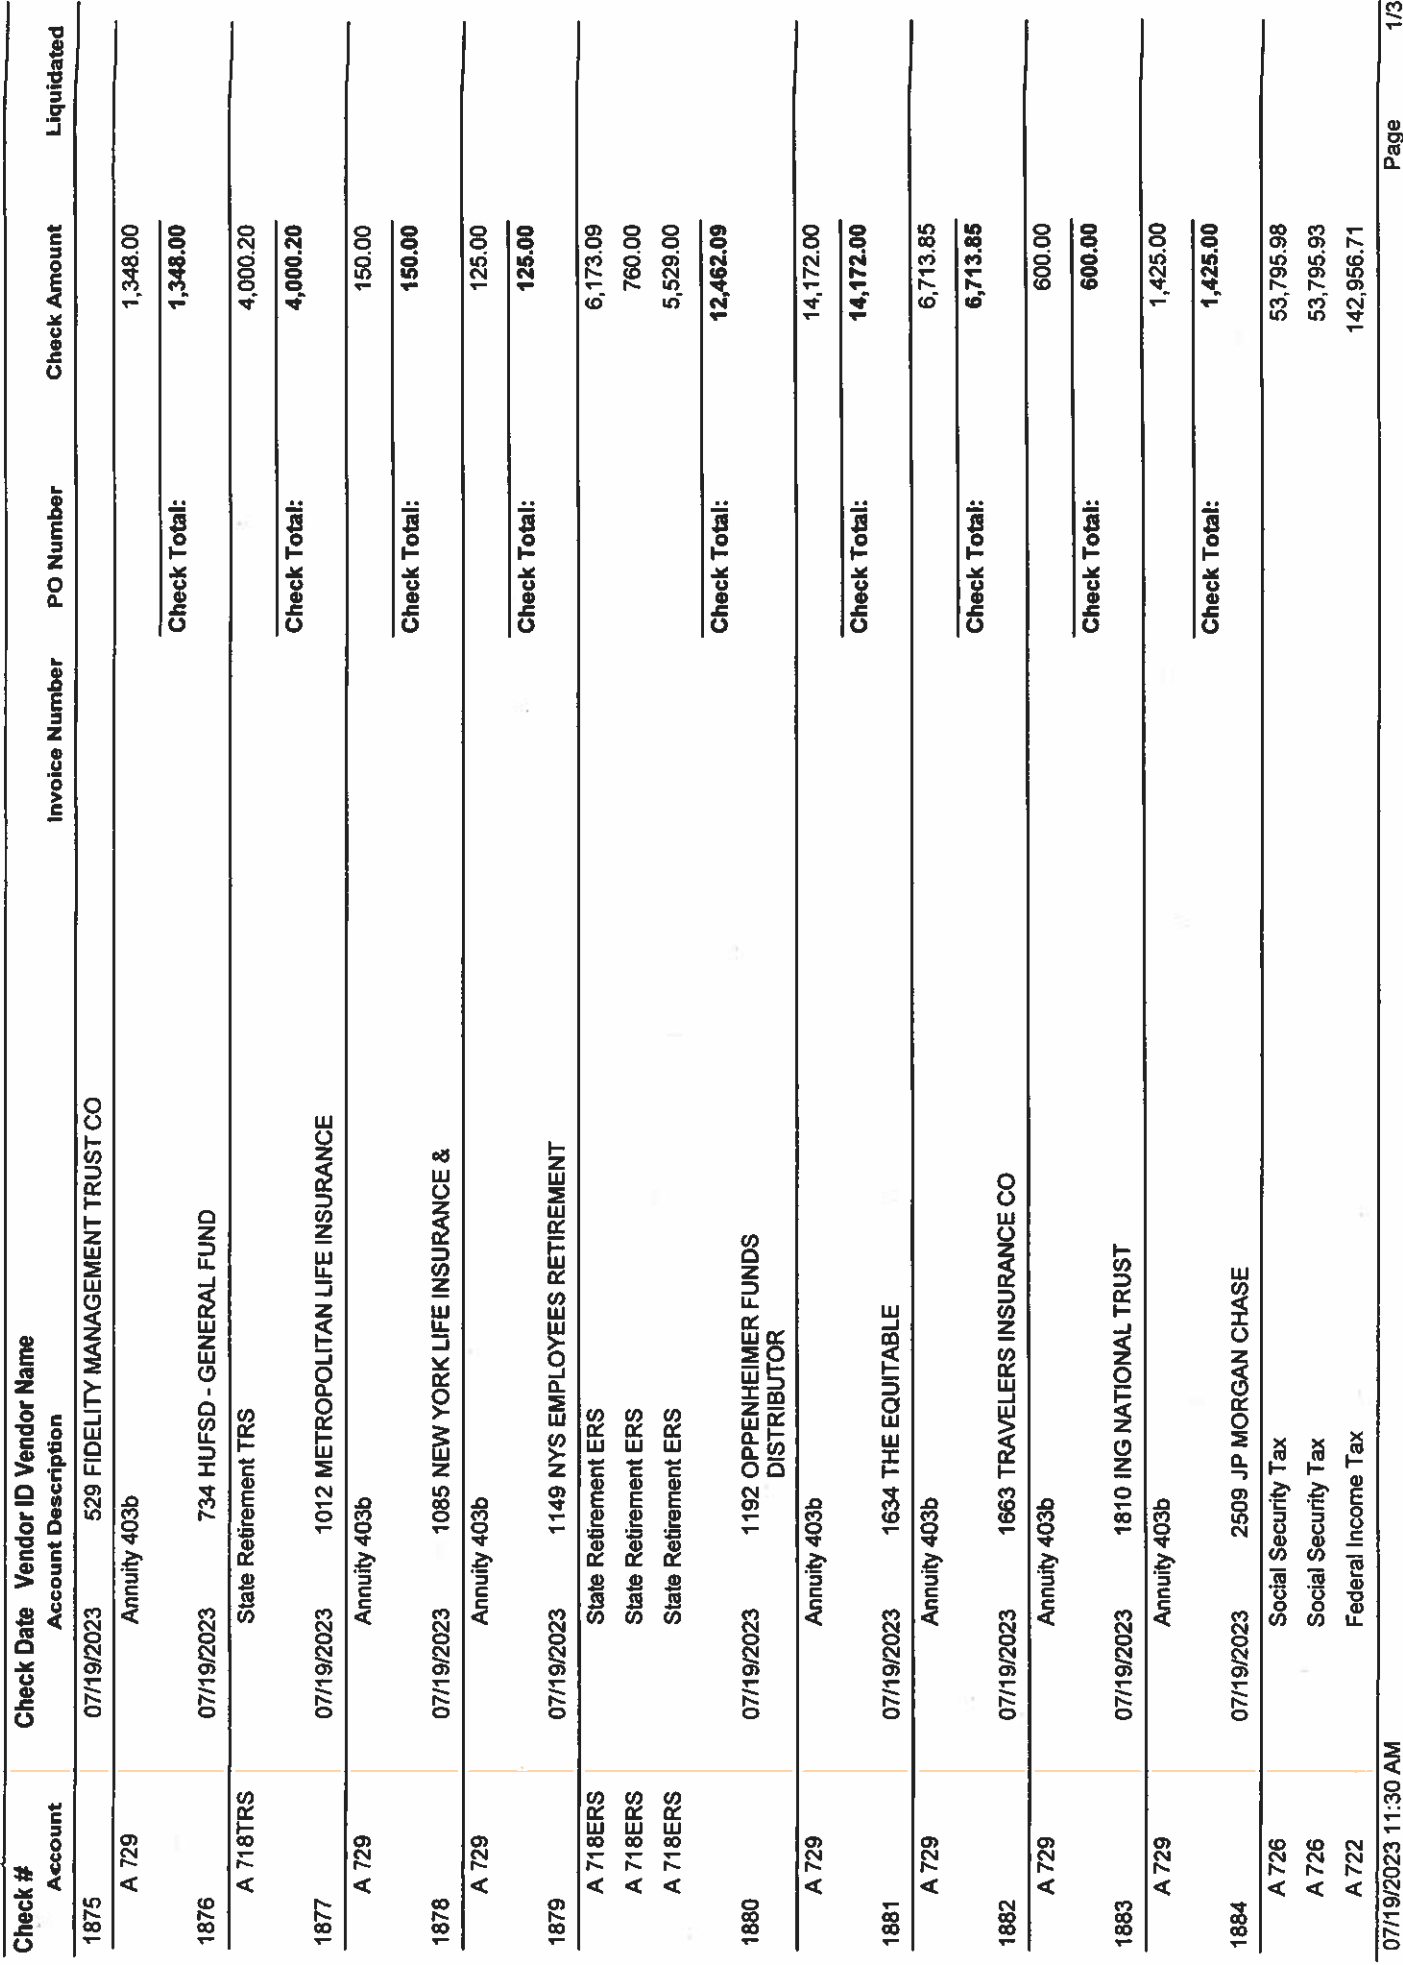 Check # Check Date Vendor ID Vendor Name
Account Account Description Invoice Number PO Number Check Amount Liquidated
1875 07/19/2023 529 FIDELITY MANAGEMENT TRUST CO
A 729 Annuity 403b 1,348.00
Check Total: 1,348.00
1876 07/19/2023 734 HUFSD - GENERAL FUND
A 718TRS State Retirement TRS 4,000.20
Check Total: 4,000.20
1877 07/19/2023 1012 METROPOLITAN LIFE INSURANCE
A 729 Annuity 403b 150.00
Check Total: 150.00
1878 07/19/2023 1085 NEW YORK LIFE INSURANCE &
A 729 Annuity 403b 125.00
Check Total: 125.00
1879 07/19/2023 1149 NYS EMPLOYEES RETIREMENT
A 718ERS State Retirement ERS 6,173.09
A 718ERS State Retirement ERS 760.00
A 718ERS State Retirement ERS 5,529.00
Check Total: 12,462.09
1880 07/19/2023 1192 OPPENHEIMER FUNDS
DISTRIBUTOR
A 729 Annuity 403b 14,172.00
Check Total: 14,172.00
1881 07/19/2023 1634 THE EQUITABLE
A 729 Annuity 403b 6,713.85
Check Total: 6,713.85
1882 07/19/2023 1663 TRAVELERS INSURANCE CO
A 729 Annuity 403b 600.00
Check Total: 600.00
1883 07/19/2023 1810 ING NATIONAL TRUST
A 729 Annuity 403b 1,425.00
Check Total: 1,425.00
1884 07/19/2023 2509 JP MORGAN CHASE
A 726 Social Security Tax 53,795.98
A 726 Social Security Tax 53,795.93
A 722 Federal Income Tax 142,956.71
07/19/2023 11:30 AM Page 1/3